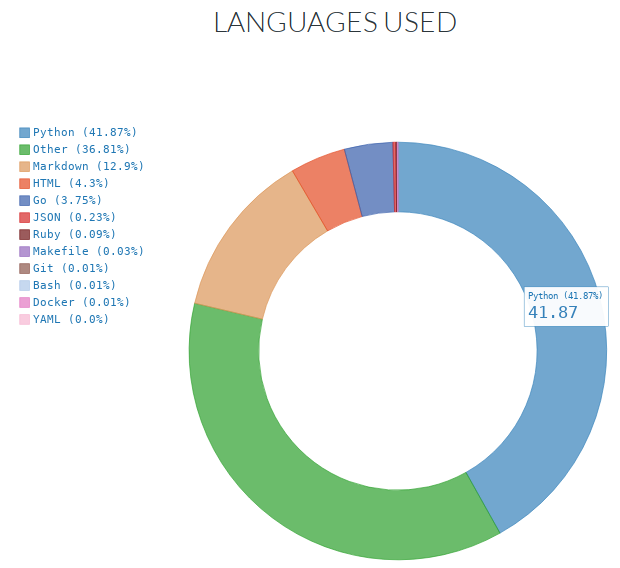 LANGUAGES USED
Python (41.87%)
Other (36.81%)
Markdown (12.9%)
HTML (4.3%)
Go (3.75%)
JSON (0.23%)
Ruby (0.09%)
Makefile (0.03%)
Git (0.01%)
Bash (0.01%)
Docker (0.01%)
YAML (0.0%)
Python (41.87%)
41.87